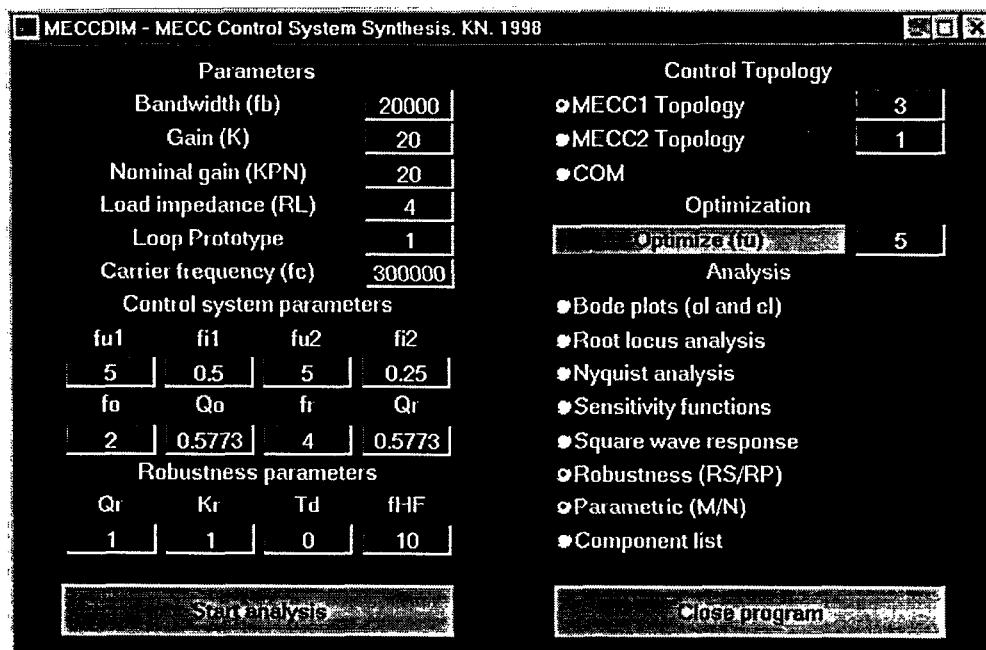 MECCDIM - MECC Control System Synthesis. KN. 1998
Parameters
Bandwidth (fb) 20000
Gain (K) 20
Nominal gain (KPN) 20
Load impedance (RL) 4
Loop Prototype 1
Carrier frequency (fc) 300000
Control system parameters
fu1 fi1 fu2 fi2
5 0.5 5 0.25
fo Qo fr Qr
2 0.5773 4 0.5773
Robustness parameters
Qr Kr Td fHF
1 1 0 10
Start analysis
Control Topology
MECC1 Topology 3
MECC2 Topology 1
COM
Optimization
Optimize (fu) 5
Analysis
Bode plots (ol and cl)
Root locus analysis
Nyquist analysis
Sensitivity functions
Square wave response
Robustness (RS/RP)
Parametric (M/N)
Component list
Close program